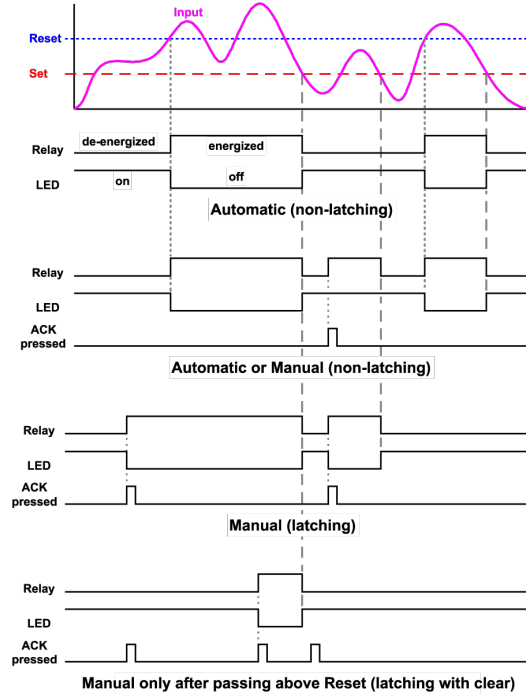 Input
Reset
Set
de-energized energized
Relay
LED on off
Automatic (non-latching)
Relay
LED
ACK
pressed
Automatic or Manual (non-latching)
Relay
LED
ACK
pressed
Manual (latching)
Relay
LED
ACK
pressed
Manual only after passing above Reset (latching with clear)